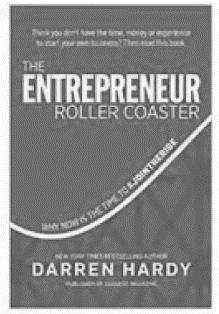 Think you don't have the time, money or experience
to start your own business? Then read this book.
THE
ENTREPRENEUR
ROLLER COASTER
WHY NOW IS THE TIME TO #JOINTHERIDE
NEW YORK TIMES BESTSELLING AUTHOR
DARREN HARDY
PUBLISHER OF SUCCESS MAGAZINE